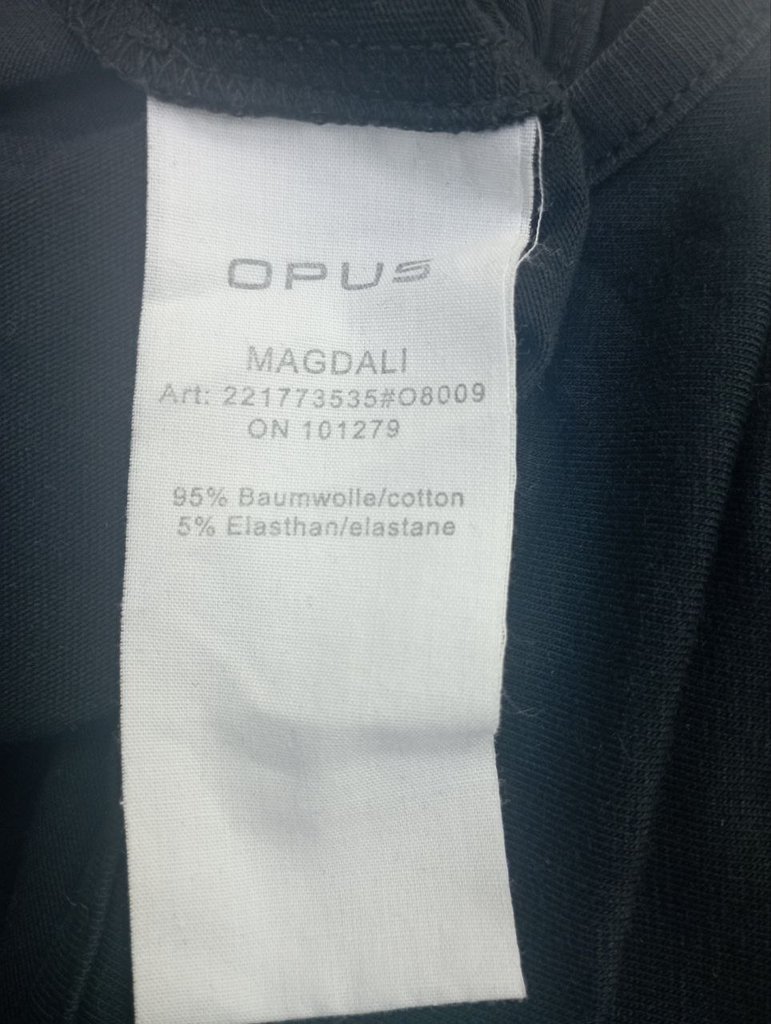 OPUS
MAGDALI
Art: 221773535#O8009
ON 101279
95% Baumwolle/cotton
5% Elasthan/elastane